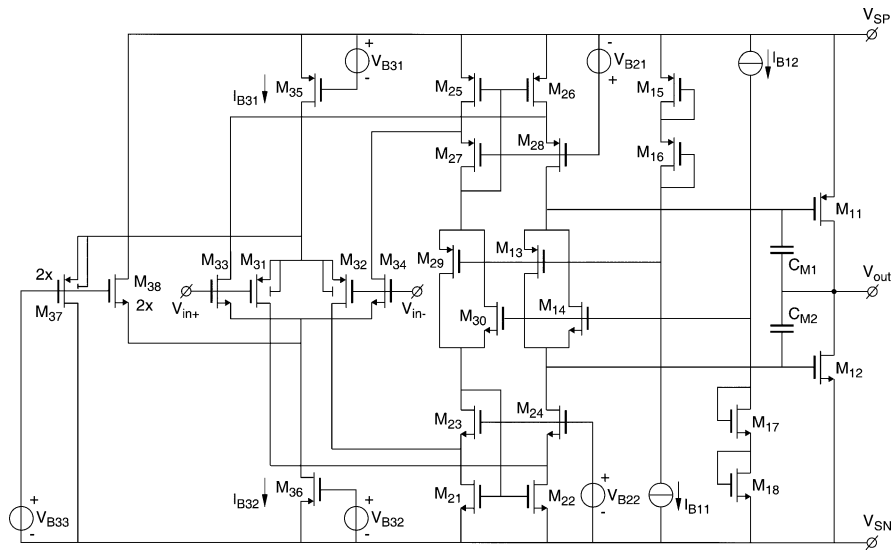 V_SP
+
V_B31
-
-
V_B21
+
I_B12
I_B31
M_35
M_25
M_26
M_15
M_27
M_28
M_16
M_11
M_29
M_13
2x
M_38
M_33
M_31
M_32
M_34
C_M1
V_out
M_37
2x
V_in+
V_in-
M_30
M_14
C_M2
M_12
M_23
M_24
M_17
I_B32
M_36
M_21
M_22
M_18
+
V_B33
-
+
V_B32
-
+
V_B22
-
I_B11
V_SN